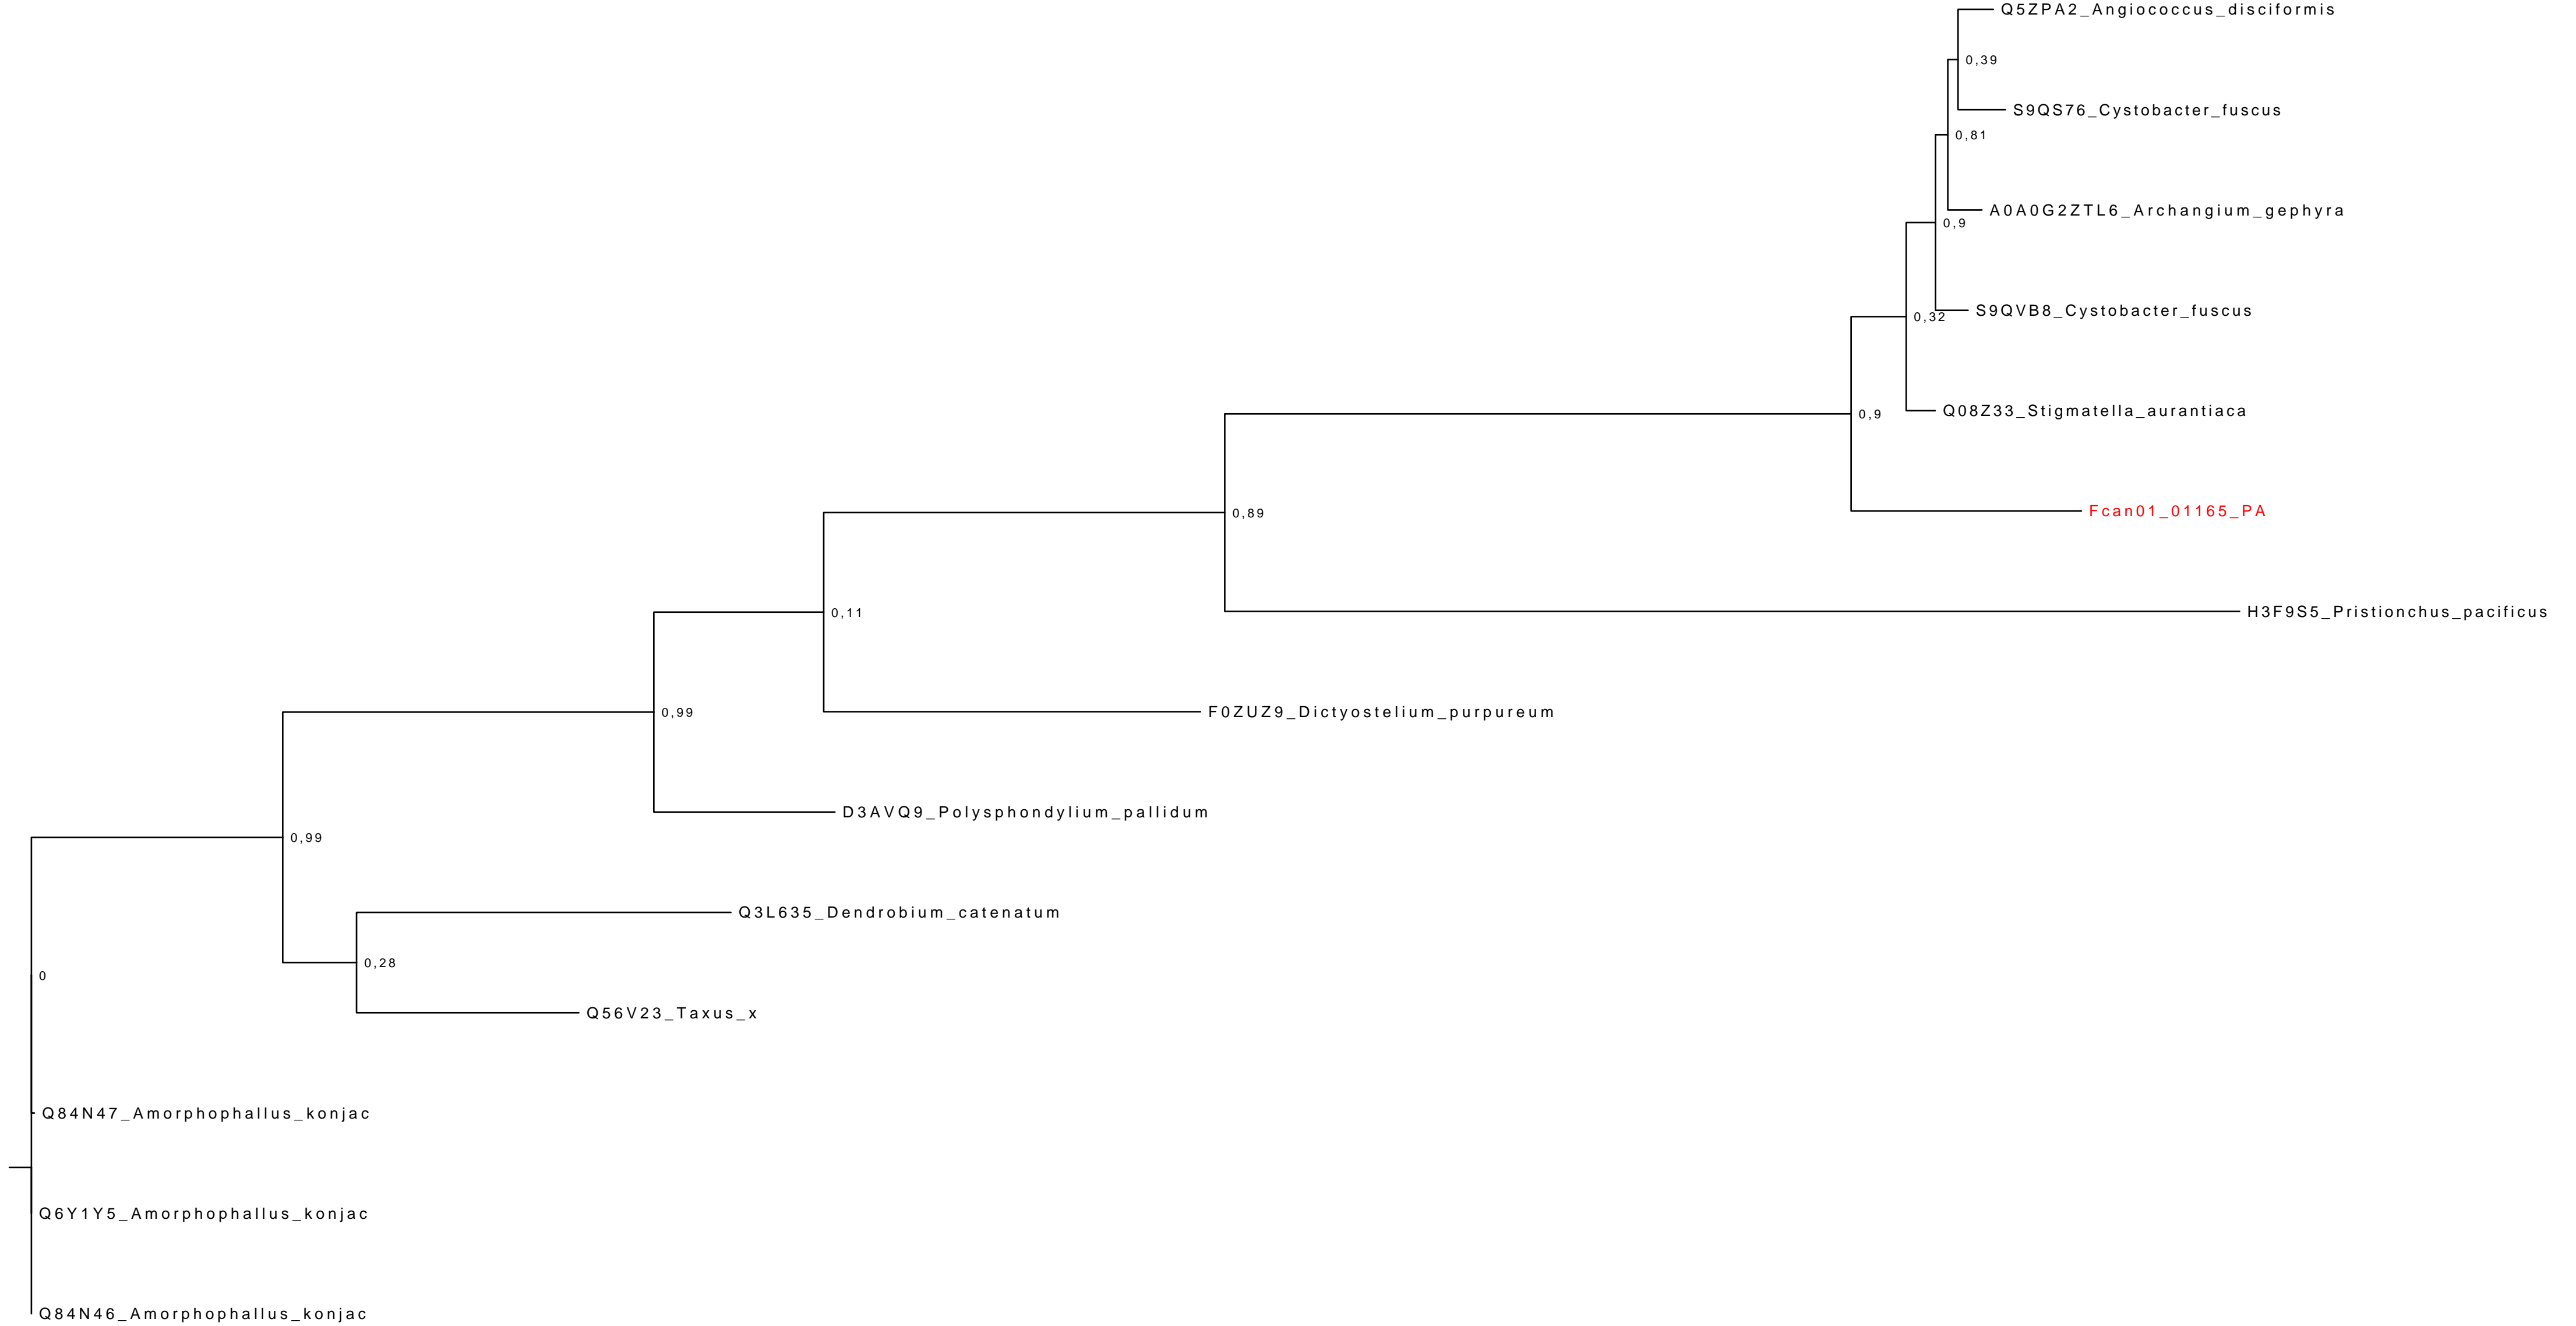 Q5ZPA2_Angiococcus_disciformis
0,39
S9QS76_Cystobacter_fuscus
0,81
A0A0G2ZTL6_Archangium_gephyra
0,9
S9QVB8_Cystobacter_fuscus
0,32
Q08Z33_Stigmatella_aurantiaca
0,9
Fcan01_01165_PA
0,89
H3F9S5_Pristionchus_pacificus
0,11
F0ZUZ9_Dictyostelium_purpureum
0,99
D3AVQ9_Polysphondylium_pallidum
0,99
Q3L635_Dendrobium_catenatum
0,28
0
Q56V23_Taxus_x
Q84N47_Amorphophallus_konjac
Q6Y1Y5_Amorphophallus_konjac
Q84N46_Amorphophallus_konjac